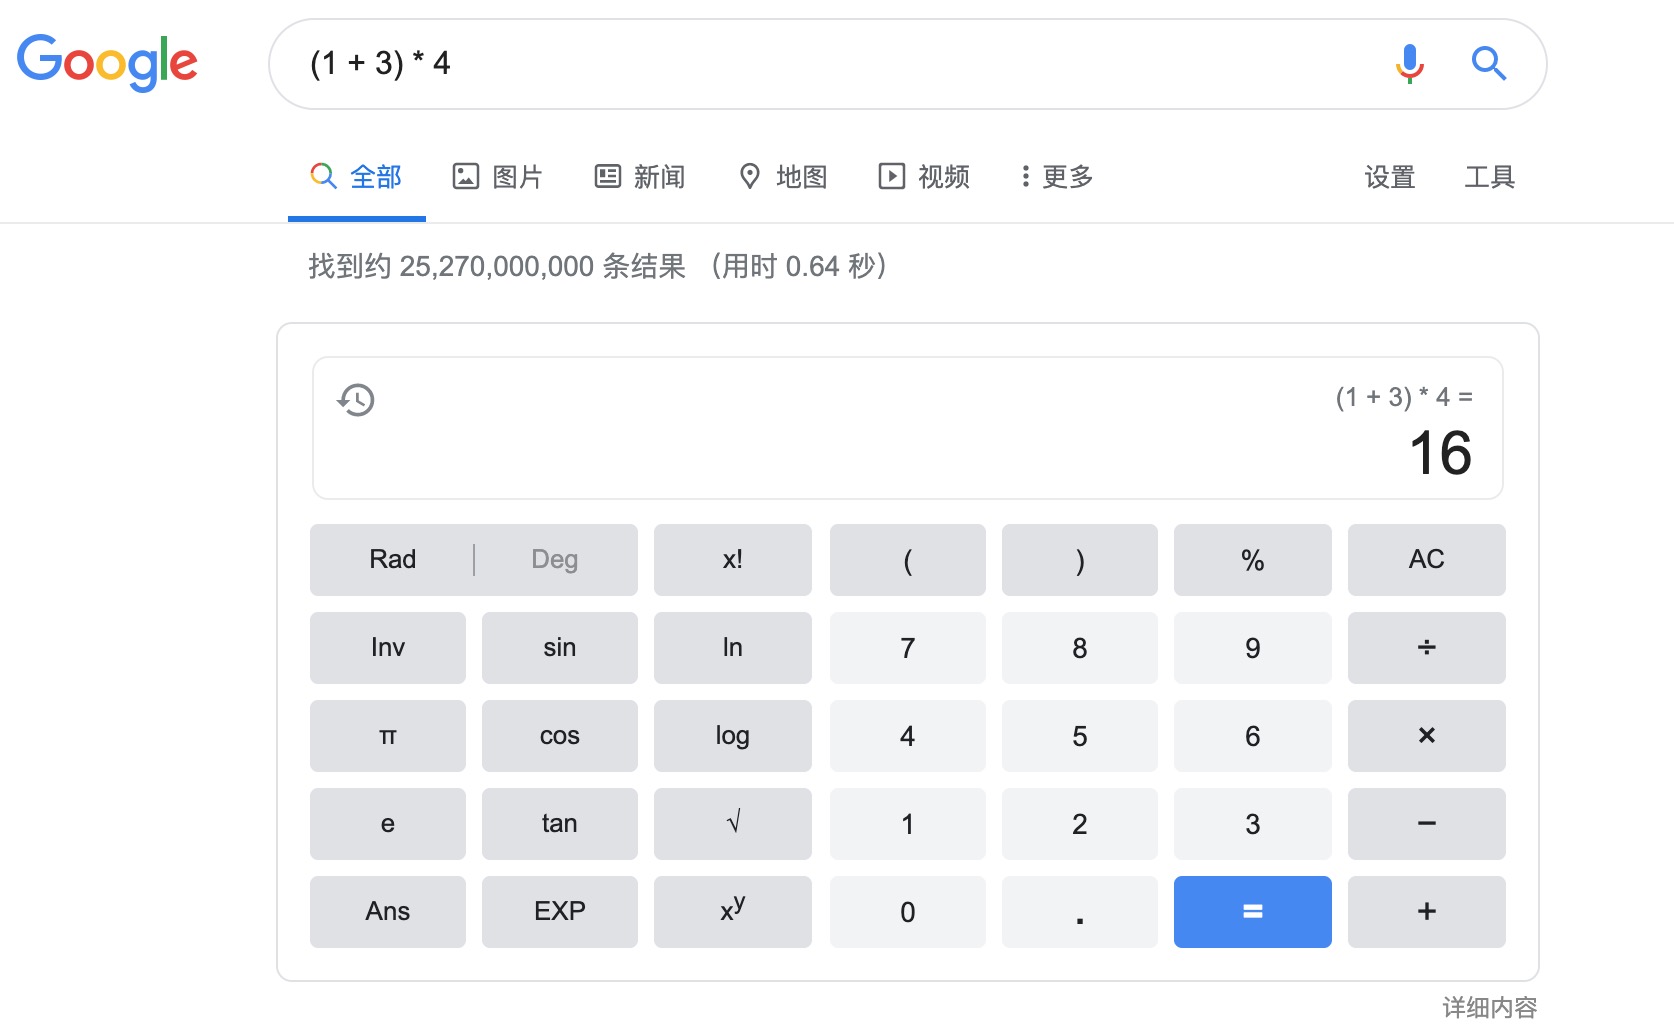 Google
(1 + 3) * 4
全部 图片 新闻 地图 视频 更多 设置 工具
找到约 25,270,000,000 条结果 （用时 0.64 秒）
(1 + 3) * 4 =
16
Rad | Deg x! ( ) % AC
Inv sin ln 7 8 9 ÷
π cos log 4 5 6 ×
e tan √ 1 2 3 −
Ans EXP xʸ 0 . = +
详细内容